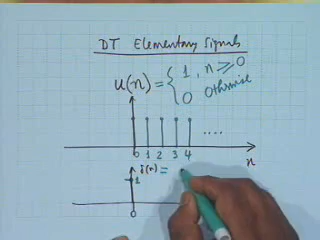 DT Elementary Signals
u(n) = { 1 , n ≥ 0
0 Otherwise
0 1 2 3 4 .... n
δ(n) =
1
0